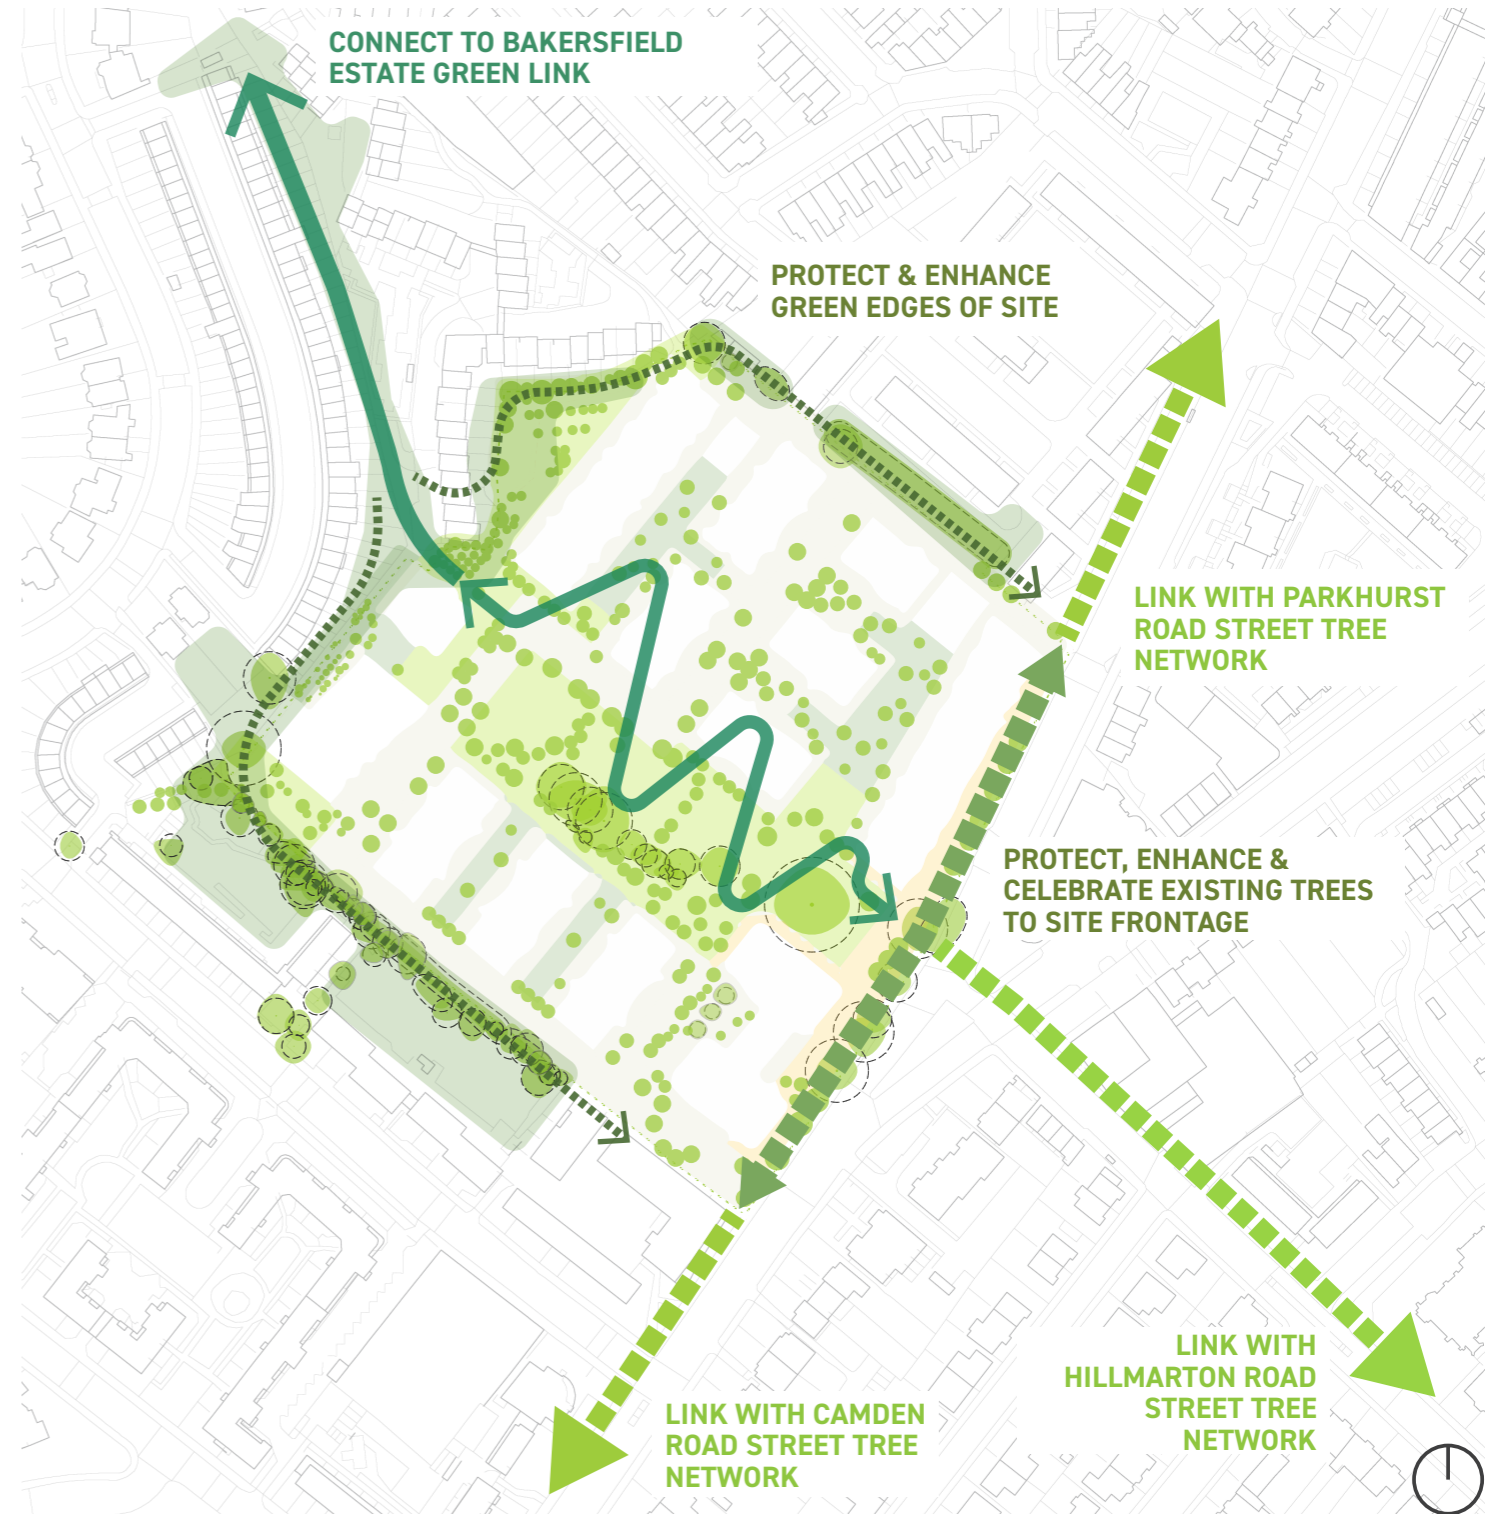 CONNECT TO BAKERSFIELD
ESTATE GREEN LINK
PROTECT & ENHANCE
GREEN EDGES OF SITE
LINK WITH PARKHURST
ROAD STREET TREE
NETWORK
PROTECT, ENHANCE &
CELEBRATE EXISTING TREES
TO SITE FRONTAGE
LINK WITH
HILLMARTON ROAD
STREET TREE
NETWORK
LINK WITH CAMDEN
ROAD STREET TREE
NETWORK